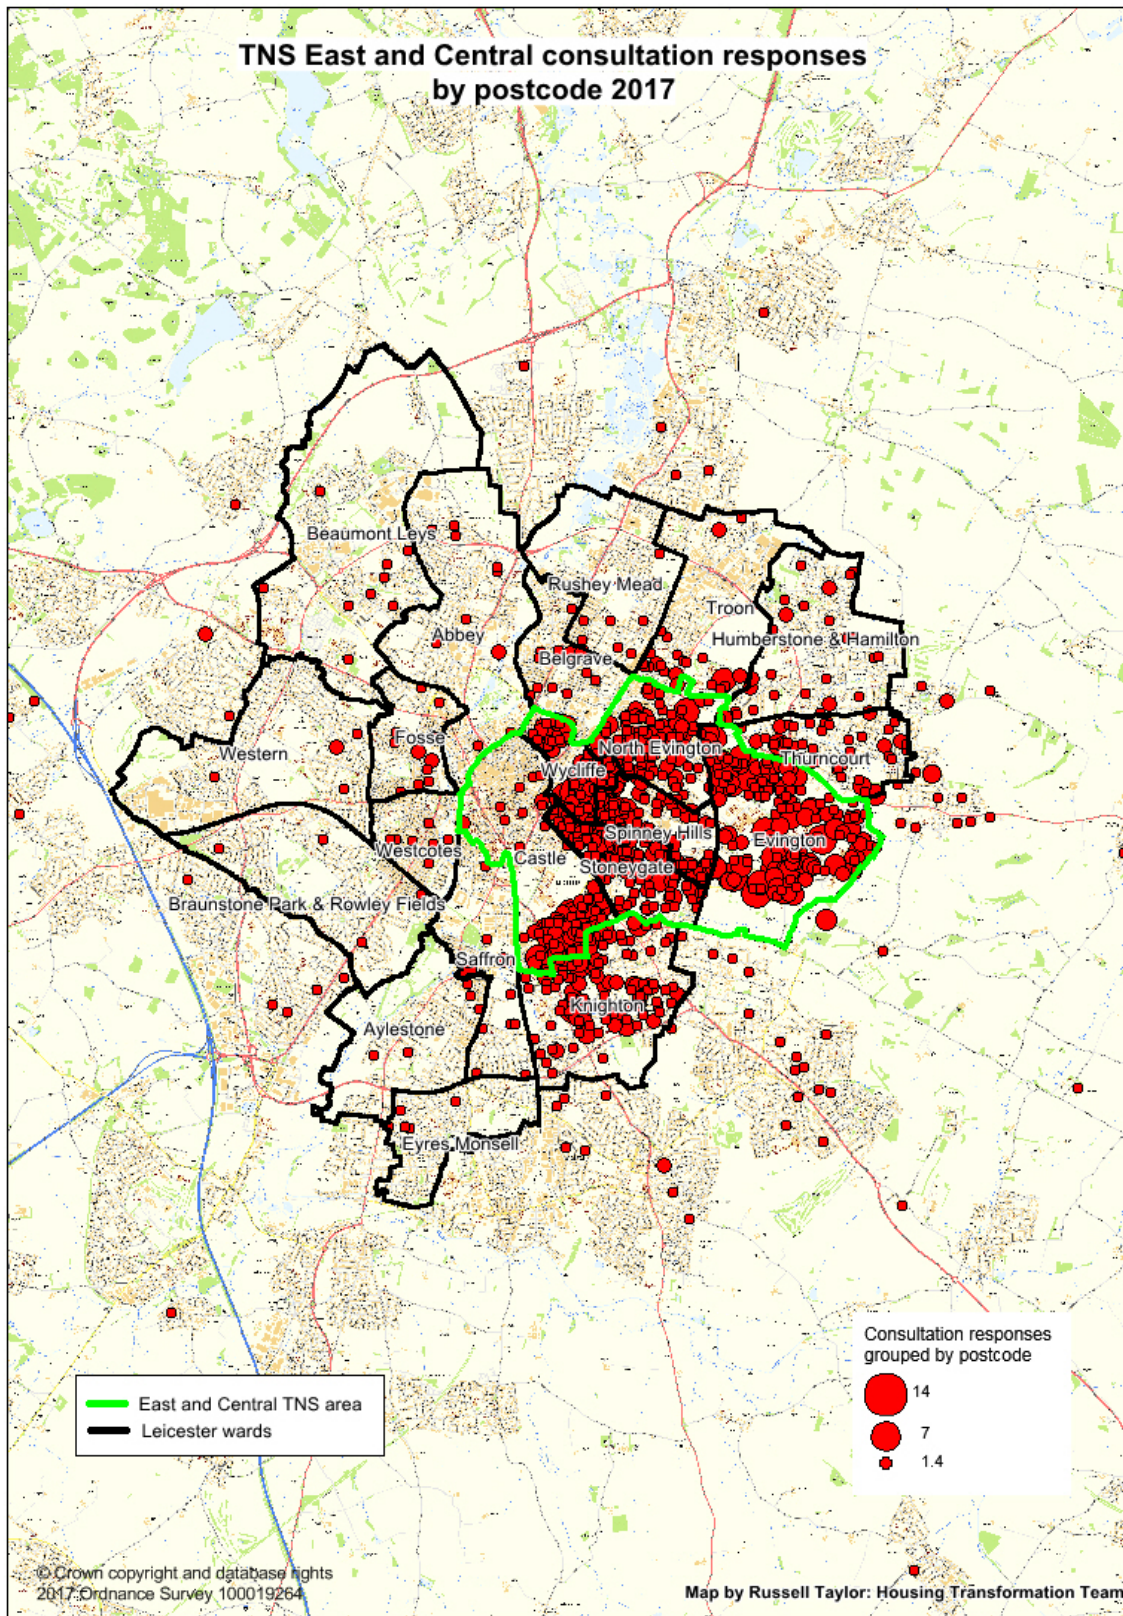 TNS East and Central consultation responses
by postcode 2017
Beaumont Leys
Rushey Mead
Troon
Abbey
Humberstone & Hamilton
Belgrave
Fosse
North Evington
Western
Thurncourt
Wycliffe
Spinney Hills
Evington
Westcotes
Castle
Stoneygate
Braunstone Park & Rowley Fields
Saffron
Knighton
Aylestone
Eyres Monsell
Consultation responses
grouped by postcode
14
7
1.4
East and Central TNS area
Leicester wards
© Crown copyright and database rights
2017 Ordnance Survey 100019264
Map by Russell Taylor: Housing Transformation Team